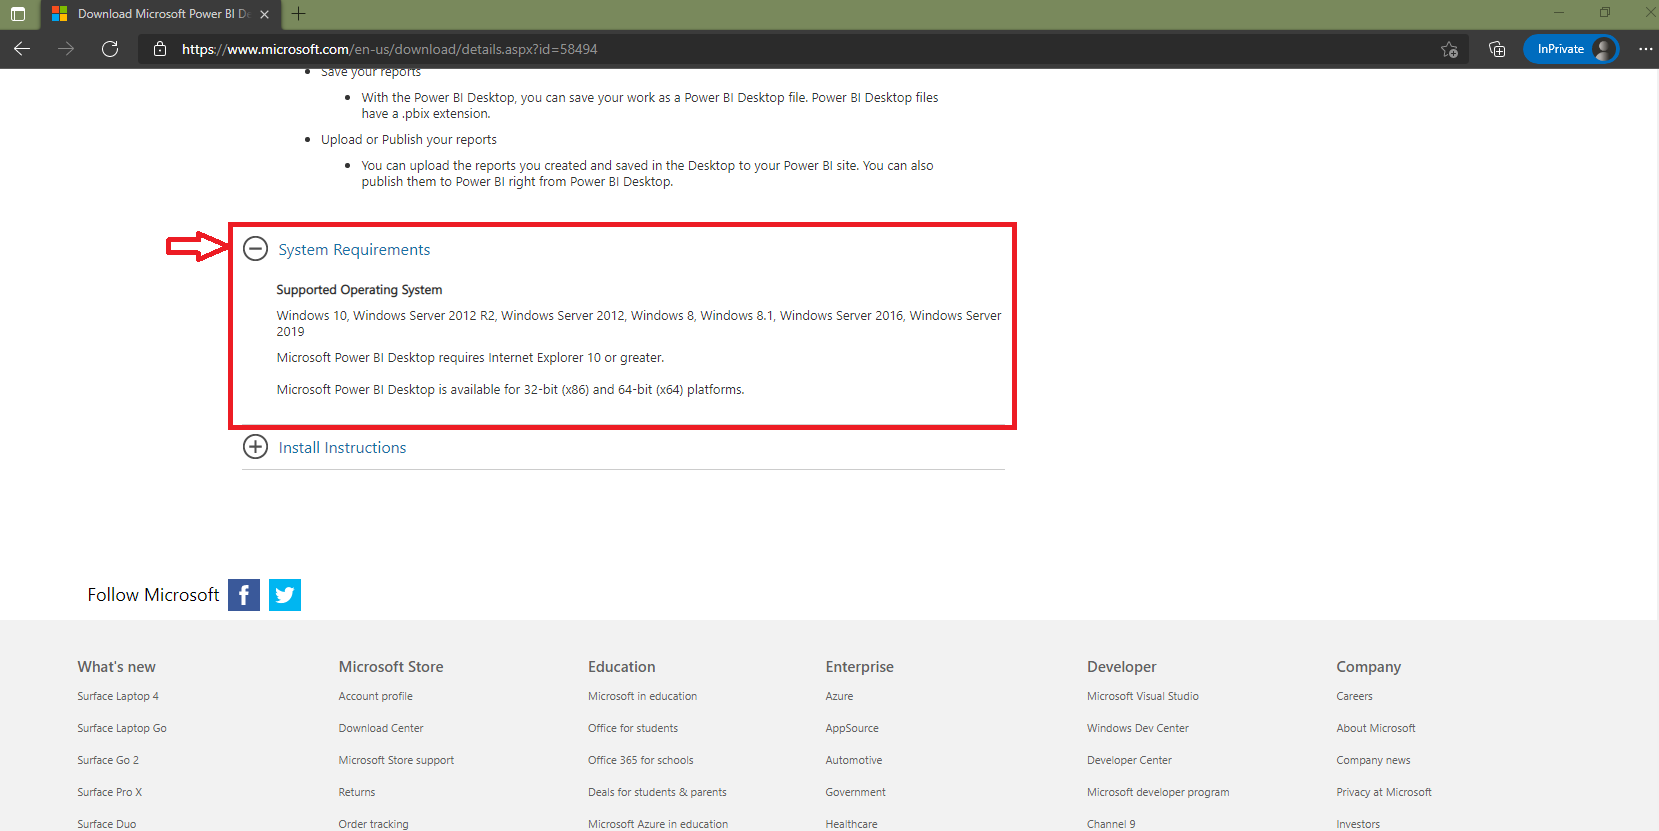 Download Microsoft Power BI De
https://www.microsoft.com/en-us/download/details.aspx?id=58494
InPrivate
Save your reports
With the Power BI Desktop, you can save your work as a Power BI Desktop file. Power BI Desktop files
have a .pbix extension.
Upload or Publish your reports
You can upload the reports you created and saved in the Desktop to your Power BI site. You can also
publish them to Power BI right from Power BI Desktop.
System Requirements
Supported Operating System
Windows 10, Windows Server 2012 R2, Windows Server 2012, Windows 8, Windows 8.1, Windows Server 2016, Windows Server
2019
Microsoft Power BI Desktop requires Internet Explorer 10 or greater.
Microsoft Power BI Desktop is available for 32-bit (x86) and 64-bit (x64) platforms.
Install Instructions
Follow Microsoft
What's new
Surface Laptop 4
Surface Laptop Go
Surface Go 2
Surface Pro X
Surface Duo
Microsoft Store
Account profile
Download Center
Microsoft Store support
Returns
Order tracking
Education
Microsoft in education
Office for students
Office 365 for schools
Deals for students & parents
Microsoft Azure in education
Enterprise
Azure
AppSource
Automotive
Government
Healthcare
Developer
Microsoft Visual Studio
Windows Dev Center
Developer Center
Microsoft developer program
Channel 9
Company
Careers
About Microsoft
Company news
Privacy at Microsoft
Investors